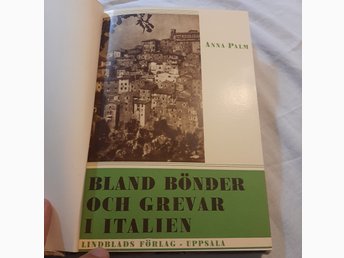 ANNA PALM
BLAND BÖNDER
OCH GREVAR
I ITALIEN
LINDBLADS FÖRLAG - UPPSALA